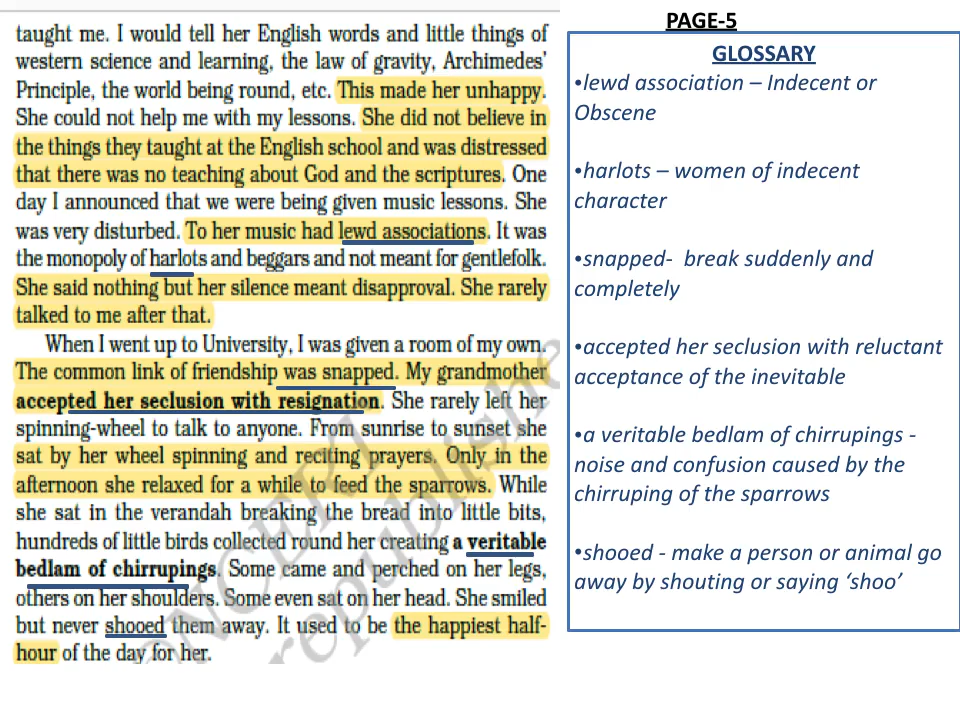 taught me. I would tell her English words and little things of
western science and learning, the law of gravity, Archimedes'
Principle, the world being round, etc. This made her unhappy.
She could not help me with my lessons. She did not believe in
the things they taught at the English school and was distressed
that there was no teaching about God and the scriptures. One
day I announced that we were being given music lessons. She
was very disturbed. To her music had lewd associations. It was
the monopoly of harlots and beggars and not meant for gentlefolk.
She said nothing but her silence meant disapproval. She rarely
talked to me after that.
When I went up to University, I was given a room of my own.
The common link of friendship was snapped. My grandmother
accepted her seclusion with resignation. She rarely left her
spinning-wheel to talk to anyone. From sunrise to sunset she
sat by her wheel spinning and reciting prayers. Only in the
afternoon she relaxed for a while to feed the sparrows. While
she sat in the verandah breaking the bread into little bits,
hundreds of little birds collected round her creating a veritable
bedlam of chirrupings. Some came and perched on her legs,
others on her shoulders. Some even sat on her head. She smiled
but never shooed them away. It used to be the happiest half-
hour of the day for her.
PAGE-5
GLOSSARY
•lewd association – Indecent or
Obscene
•harlots – women of indecent
character
•snapped- break suddenly and
completely
•accepted her seclusion with reluctant
acceptance of the inevitable
•a veritable bedlam of chirrupings -
noise and confusion caused by the
chirruping of the sparrows
•shooed - make a person or animal go
away by shouting or saying ‘shoo’
©NCERT
republishe